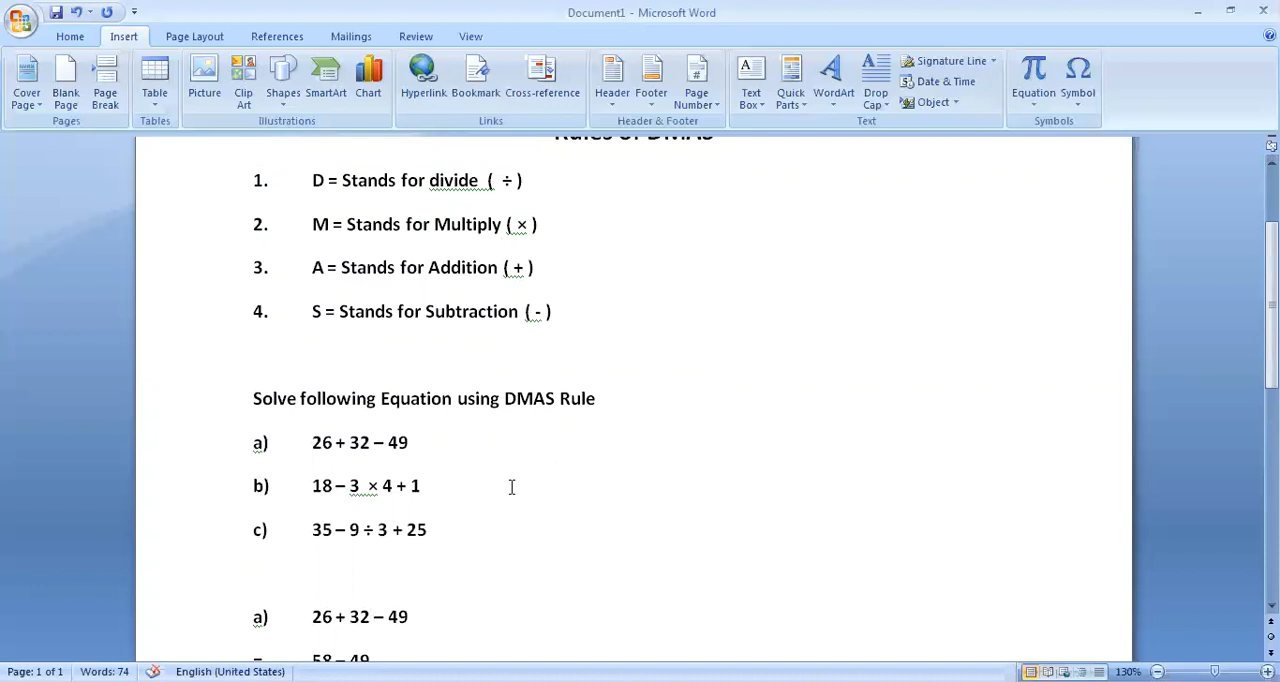 Document1 - Microsoft Word
Home Insert Page Layout References Mailings Review View
Cover Page
Blank Page
Page Break
Pages
Table
Tables
Picture
Clip Art
Shapes
SmartArt
Chart
Illustrations
Hyperlink
Bookmark
Cross-reference
Links
Header
Footer
Page Number
Header & Footer
Text Box
Quick Parts
WordArt
Drop Cap
Signature Line
Date & Time
Object
Text
Equation
Symbol
Symbols
Rules of DMAS
1. D = Stands for divide ( ÷ )
2. M = Stands for Multiply ( × )
3. A = Stands for Addition ( + )
4. S = Stands for Subtraction ( - )
Solve following Equation using DMAS Rule
a) 26 + 32 – 49
b) 18 – 3 × 4 + 1
c) 35 – 9 ÷ 3 + 25
a) 26 + 32 – 49
= 58 – 49
Page: 1 of 1 Words: 74 English (United States) 130%